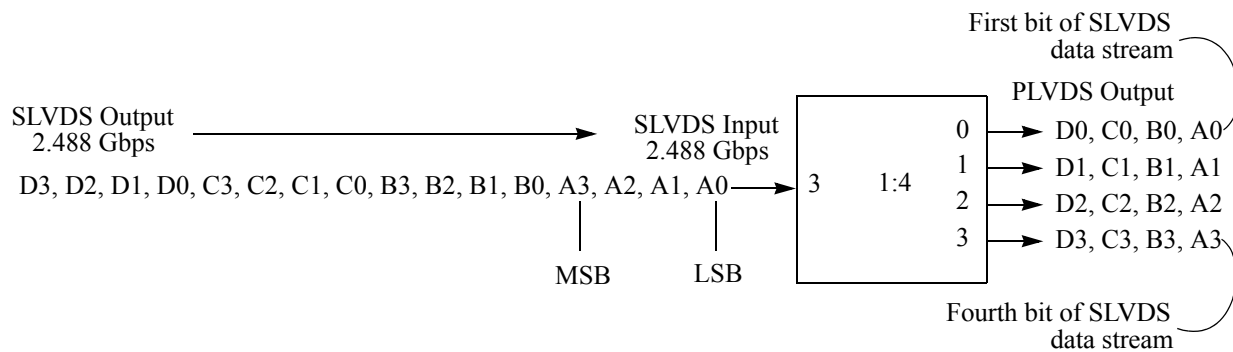 First bit of SLVDS
data stream
PLVDS Output
SLVDS Output
2.488 Gbps
SLVDS Input
2.488 Gbps
D3, D2, D1, D0, C3, C2, C1, C0, B3, B2, B1, B0, A3, A2, A1, A0
MSB
LSB
3
1:4
0
D0, C0, B0, A0
1
D1, C1, B1, A1
2
D2, C2, B2, A2
3
D3, C3, B3, A3
Fourth bit of SLVDS
data stream